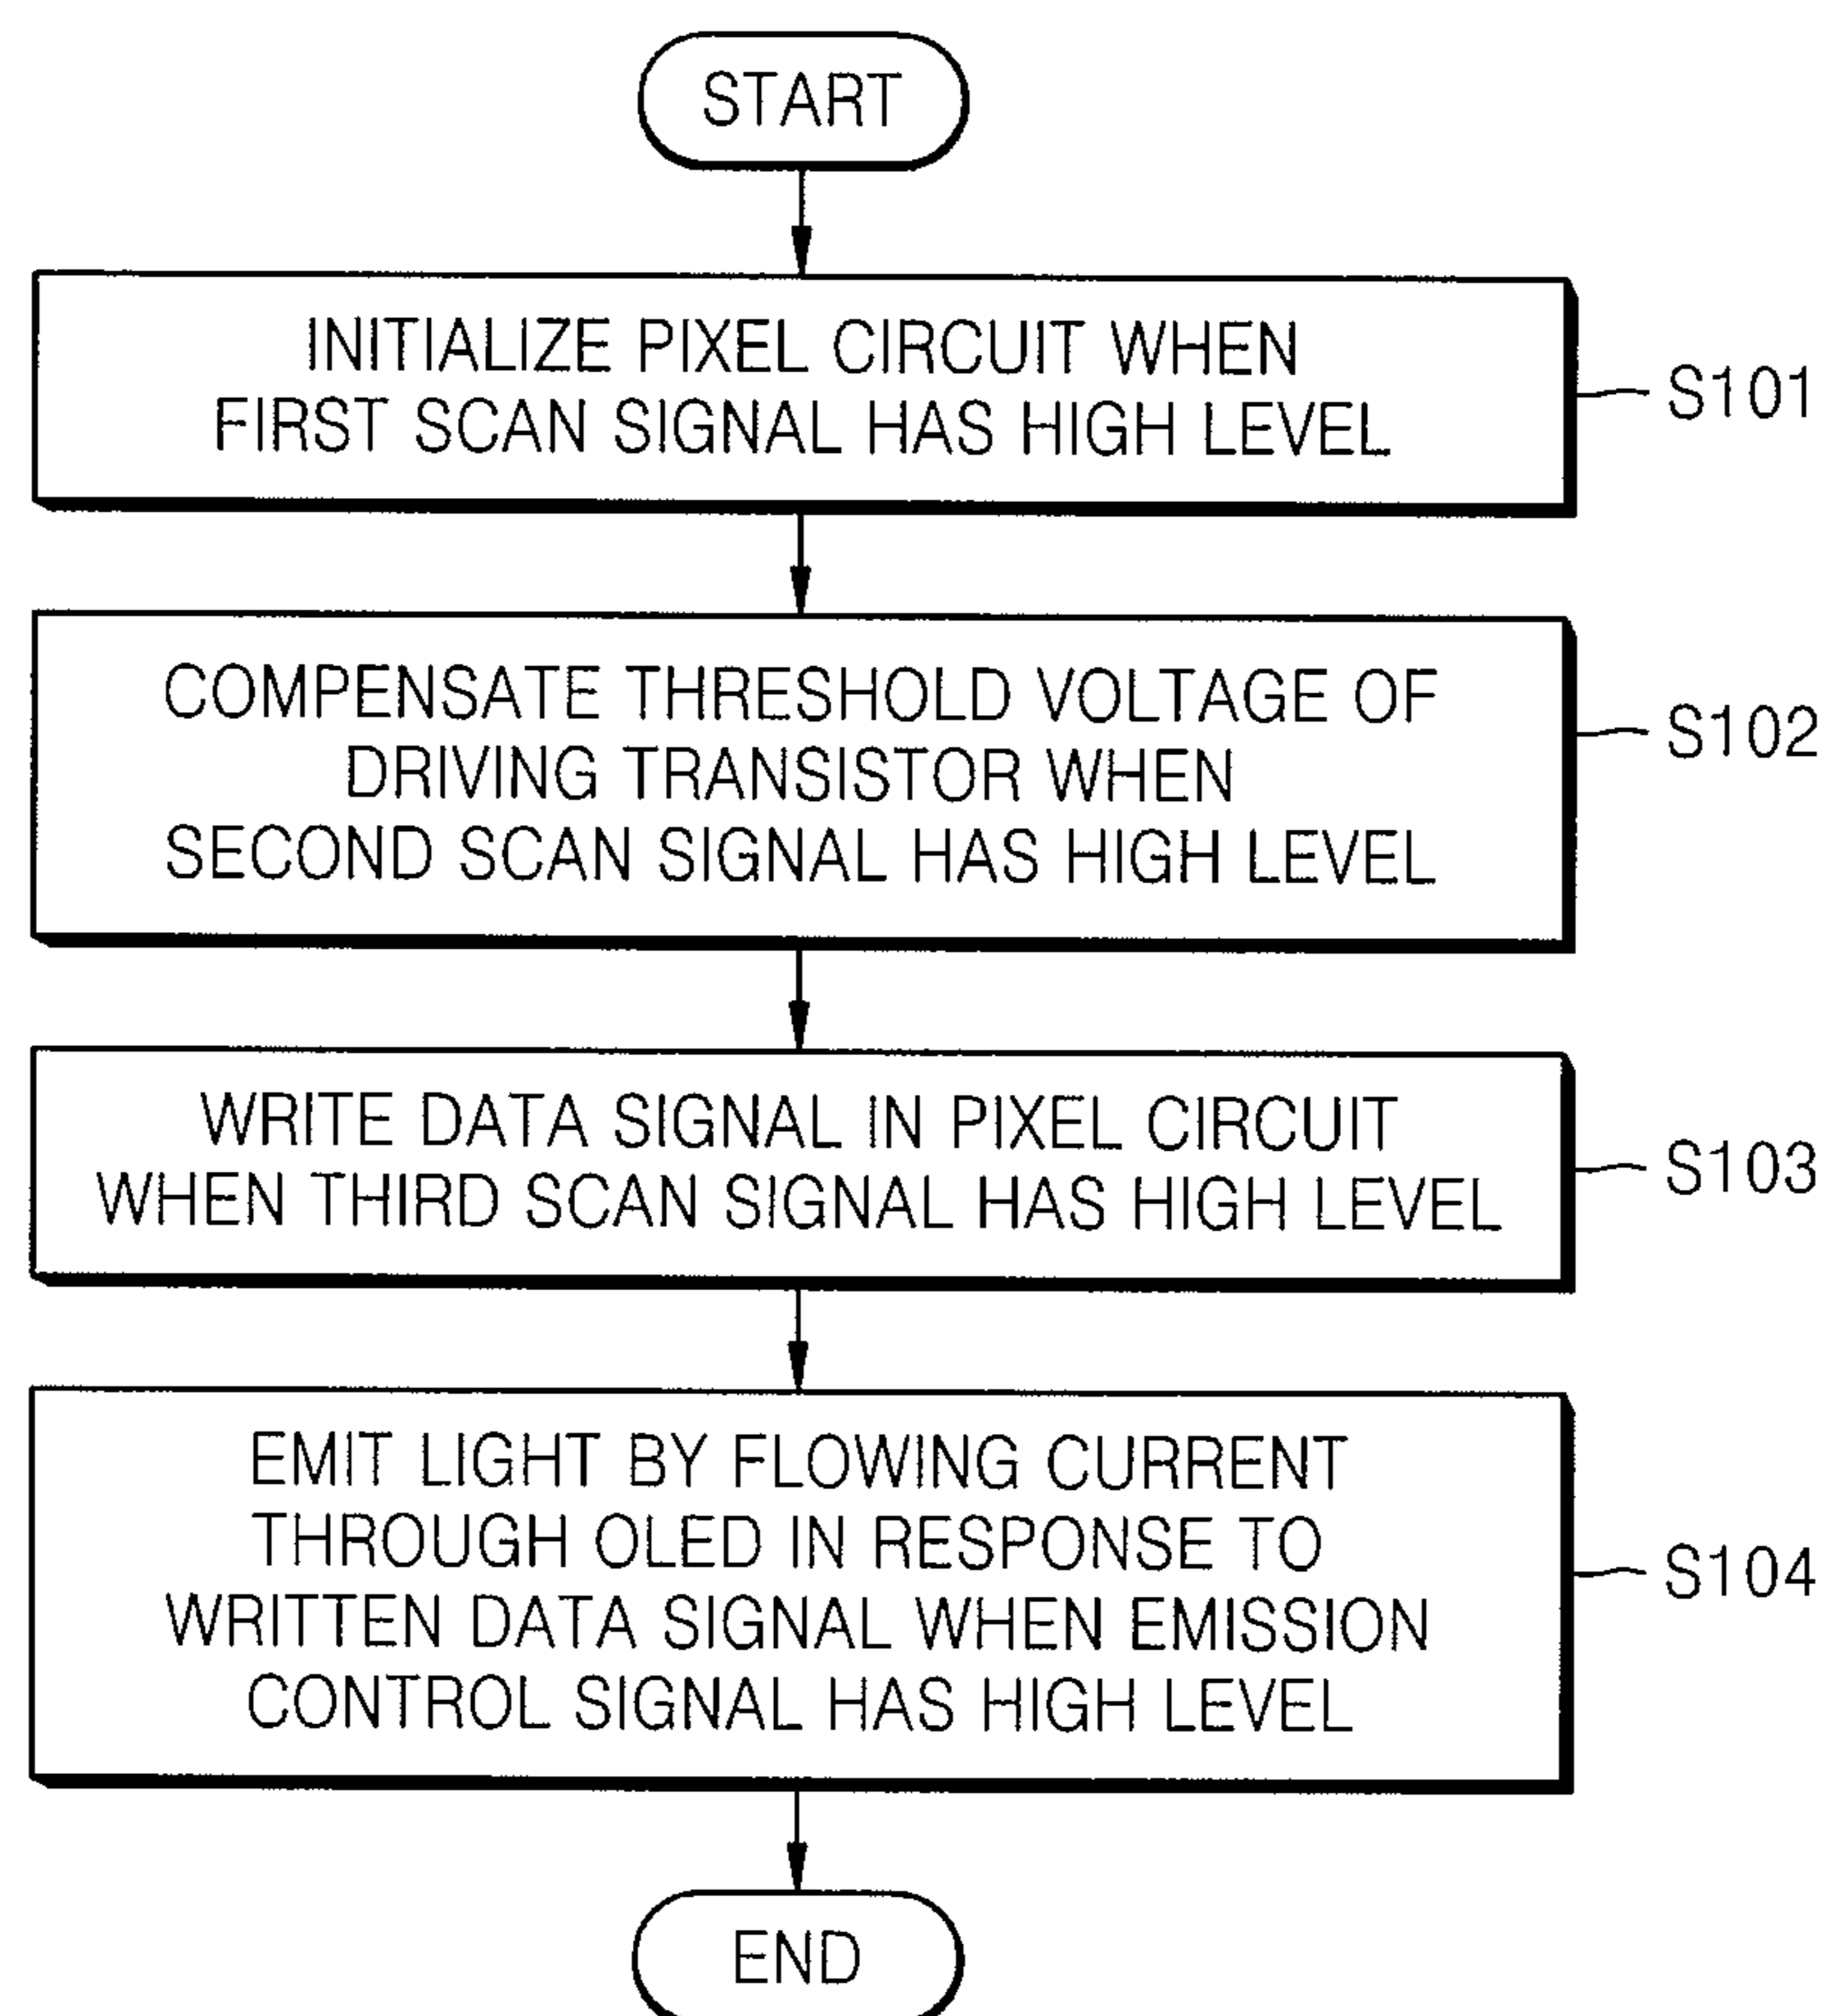 START
INITIALIZE PIXEL CIRCUIT WHEN
FIRST SCAN SIGNAL HAS HIGH LEVEL
S101
COMPENSATE THRESHOLD VOLTAGE OF
DRIVING TRANSISTOR WHEN
SECOND SCAN SIGNAL HAS HIGH LEVEL
S102
WRITE DATA SIGNAL IN PIXEL CIRCUIT
WHEN THIRD SCAN SIGNAL HAS HIGH LEVEL
S103
EMIT LIGHT BY FLOWING CURRENT
THROUGH OLED IN RESPONSE TO
WRITTEN DATA SIGNAL WHEN EMISSION
CONTROL SIGNAL HAS HIGH LEVEL
S104
END